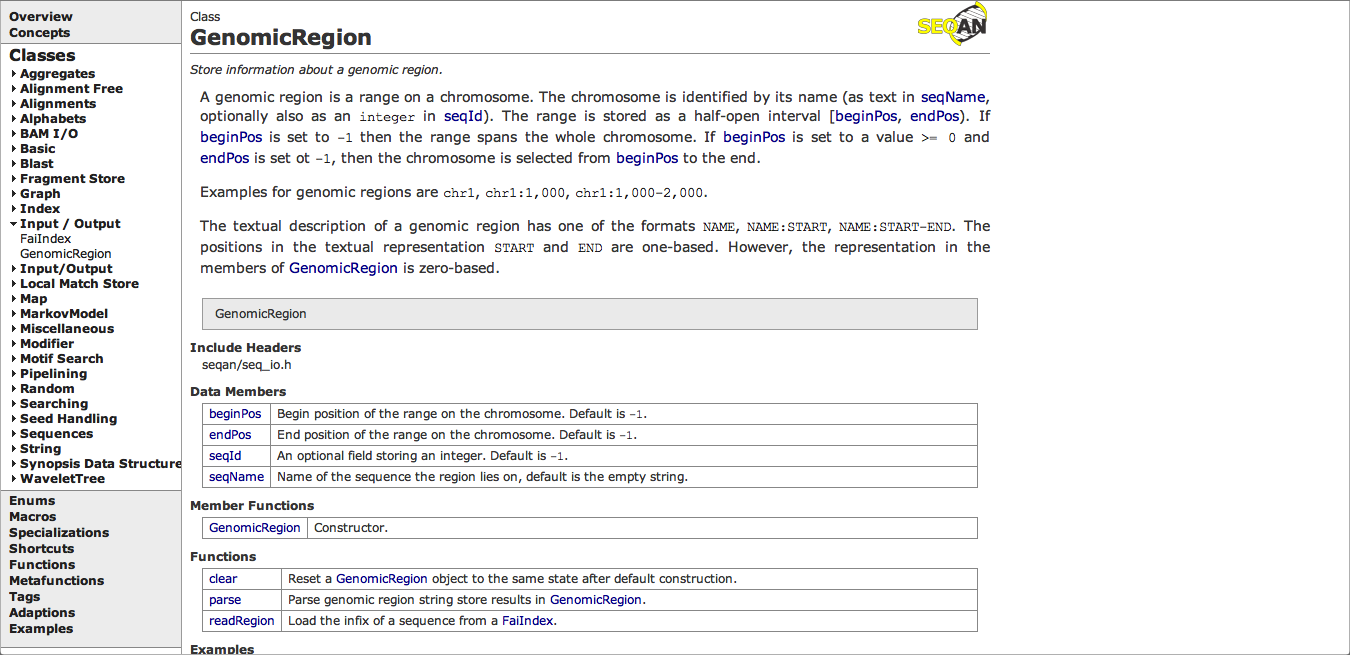 Overview
Concepts
Classes
Aggregates
Alignment Free
Alignments
Alphabets
BAM I/O
Basic
Blast
Fragment Store
Graph
Index
Input / Output
FaiIndex
GenomicRegion
Input/Output
Local Match Store
Map
MarkovModel
Miscellaneous
Modifier
Motif Search
Pipelining
Random
Searching
Seed Handling
Sequences
String
Synopsis Data Structure
WaveletTree
Enums
Macros
Specializations
Shortcuts
Functions
Metafunctions
Tags
Adaptions
Examples
Class
GenomicRegion
SEQAN
Store information about a genomic region.
A genomic region is a range on a chromosome. The chromosome is identified by its name (as text in seqName,
optionally also as an integer in seqId). The range is stored as a half-open interval [beginPos, endPos). If
beginPos is set to -1 then the range spans the whole chromosome. If beginPos is set to a value >= 0 and
endPos is set ot -1, then the chromosome is selected from beginPos to the end.
Examples for genomic regions are chr1, chr1:1,000, chr1:1,000-2,000.
The textual description of a genomic region has one of the formats NAME, NAME:START, NAME:START-END. The
positions in the textual representation START and END are one-based. However, the representation in the
members of GenomicRegion is zero-based.
GenomicRegion
Include Headers
seqan/seq_io.h
Data Members
beginPos Begin position of the range on the chromosome. Default is -1.
endPos End position of the range on the chromosome. Default is -1.
seqId An optional field storing an integer. Default is -1.
seqName Name of the sequence the region lies on, default is the empty string.
Member Functions
GenomicRegion Constructor.
Functions
clear Reset a GenomicRegion object to the same state after default construction.
parse Parse genomic region string store results in GenomicRegion.
readRegion Load the infix of a sequence from a FaiIndex.
Examples